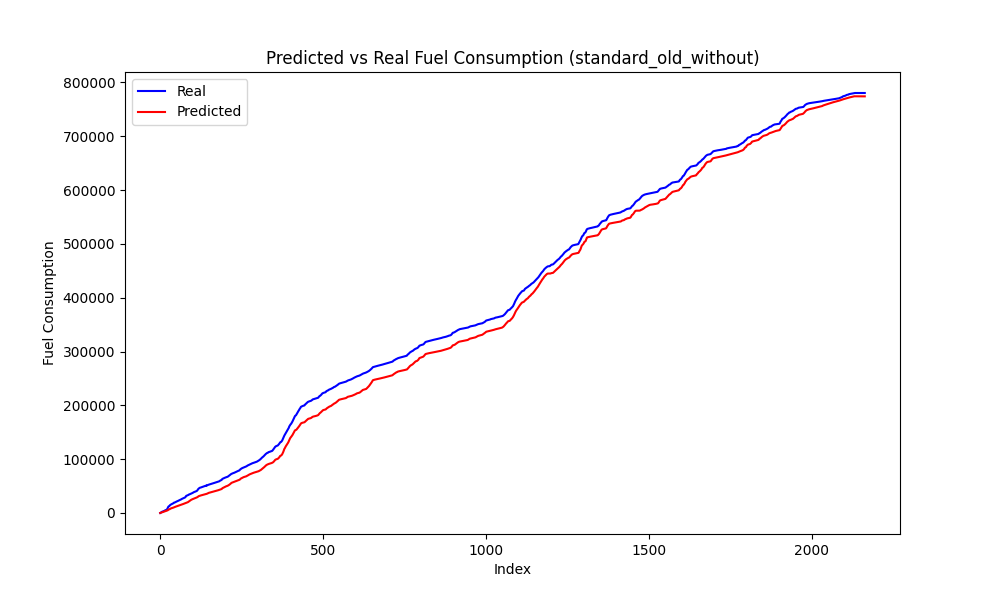 Predicted vs Real Fuel Consumption (standard_old_without)
Real
Predicted
Fuel Consumption
800000
700000
600000
500000
400000
300000
200000
100000
0
0 500 1000 1500 2000
Index